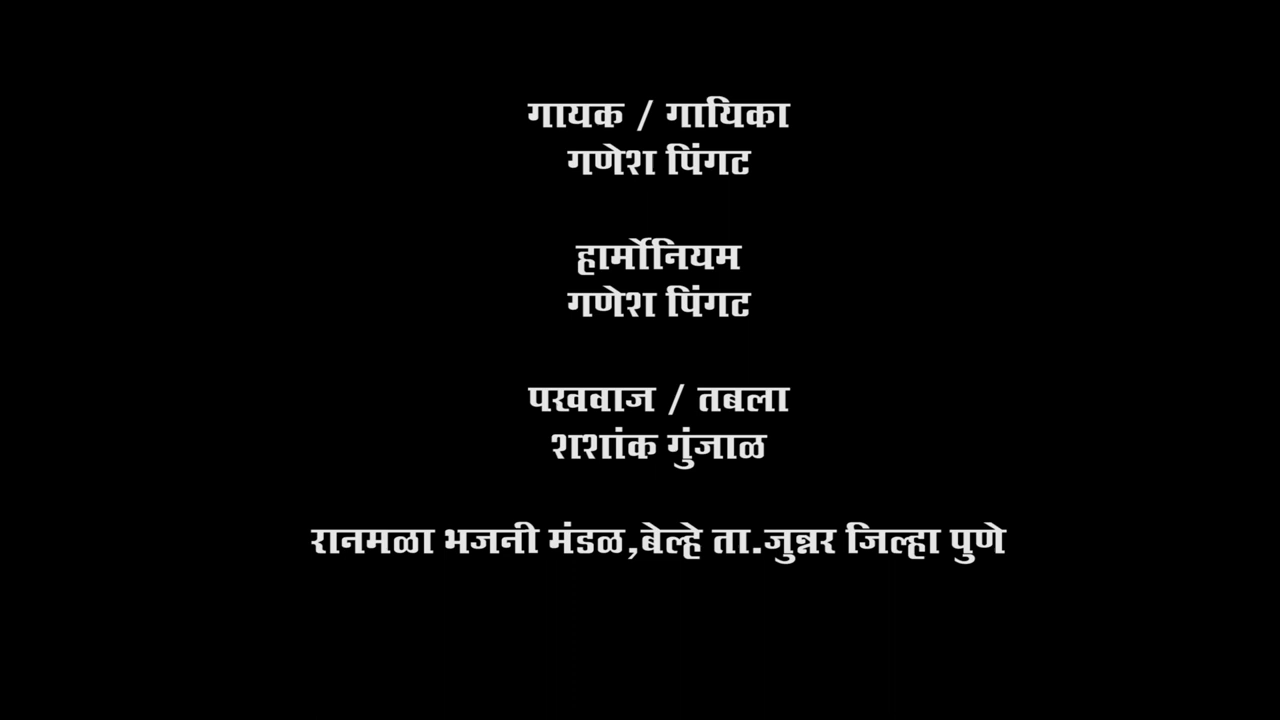 गायक / गायिका
गणेश पिंगट
हार्मोनियम
गणेश पिंगट
पखवाज / तबला
शशांक गुंजाळ
रानमळा भजनी मंडळ,बेल्हे ता.जुन्नर जिल्हा पुणे